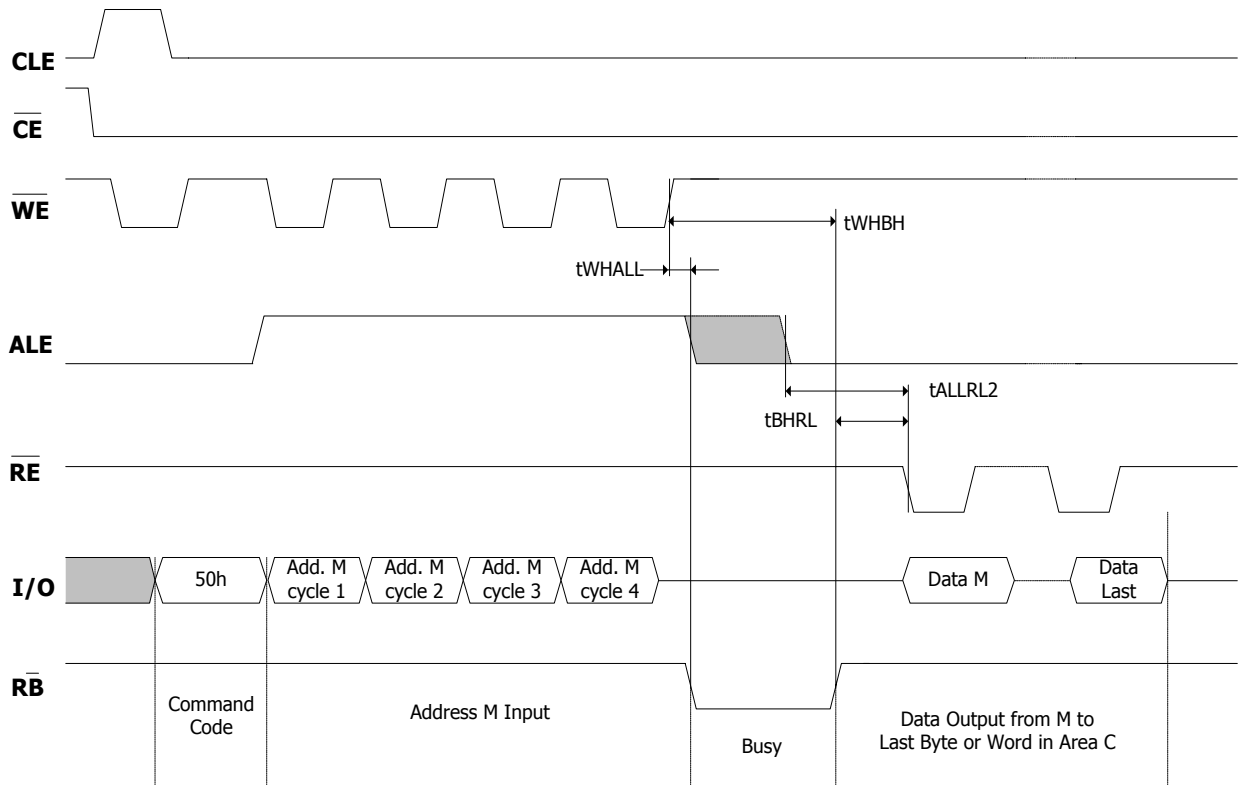 CLE
CE
WE
tWHBH
tWHALL
ALE
tALLRL2
tBHRL
RE
I/O
50h
Add. M
cycle 1
Add. M
cycle 2
Add. M
cycle 3
Add. M
cycle 4
Data M
Data
Last
RB
Command
Code
Address M Input
Busy
Data Output from M to
Last Byte or Word in Area C